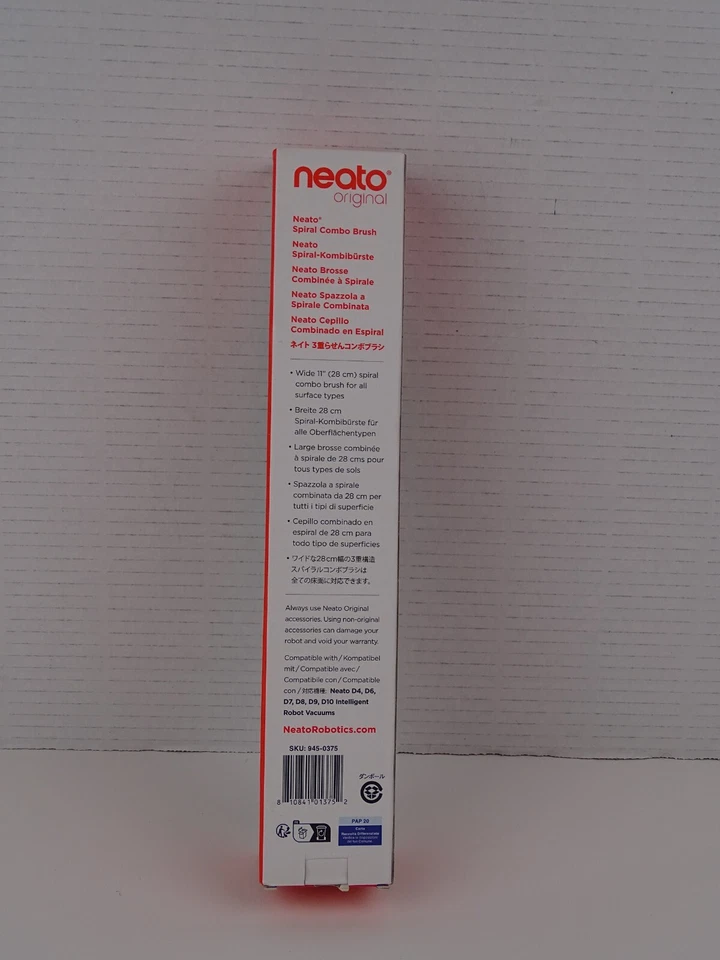 neato®
original
Neato®
Spiral Combo Brush
Neato
Spiral-Kombibürste
Neato Brosse
Combinée à Spirale
Neato Spazzola a
Spirale Combinata
Neato Cepillo
Combinado en Espiral
ネイト 3重らせんコンボブラシ
• Wide 11" (28 cm) spiral
combo brush for all
surface types
• Breite 28 cm
Spiral-Kombibürste für
alle Oberflächentypen
• Large brosse combinée
à spirale de 28 cms pour
tous types de sols
• Spazzola a spirale
combinata da 28 cm per
tutti i tipi di superficie
• Cepillo combinado en
espiral de 28 cm para
todo tipo de superficies
• ワイドな28cm幅の3重構造
スパイラルコンボブラシは
全ての床面に対応できます。
Always use Neato Original
accessories. Using non-original
accessories can damage your
robot and void your warranty.
Compatible with / Kompatibel
mit / Compatible avec /
Compatibile con / Compatible
con / 対応機種: Neato D4, D6,
D7, D8, D9, D10 Intelligent
Robot Vacuums
NeatoRobotics.com
SKU: 945-0375
8 10841 01375 2
ダンボール
PAP 20
Carta
Raccolta Differenziata